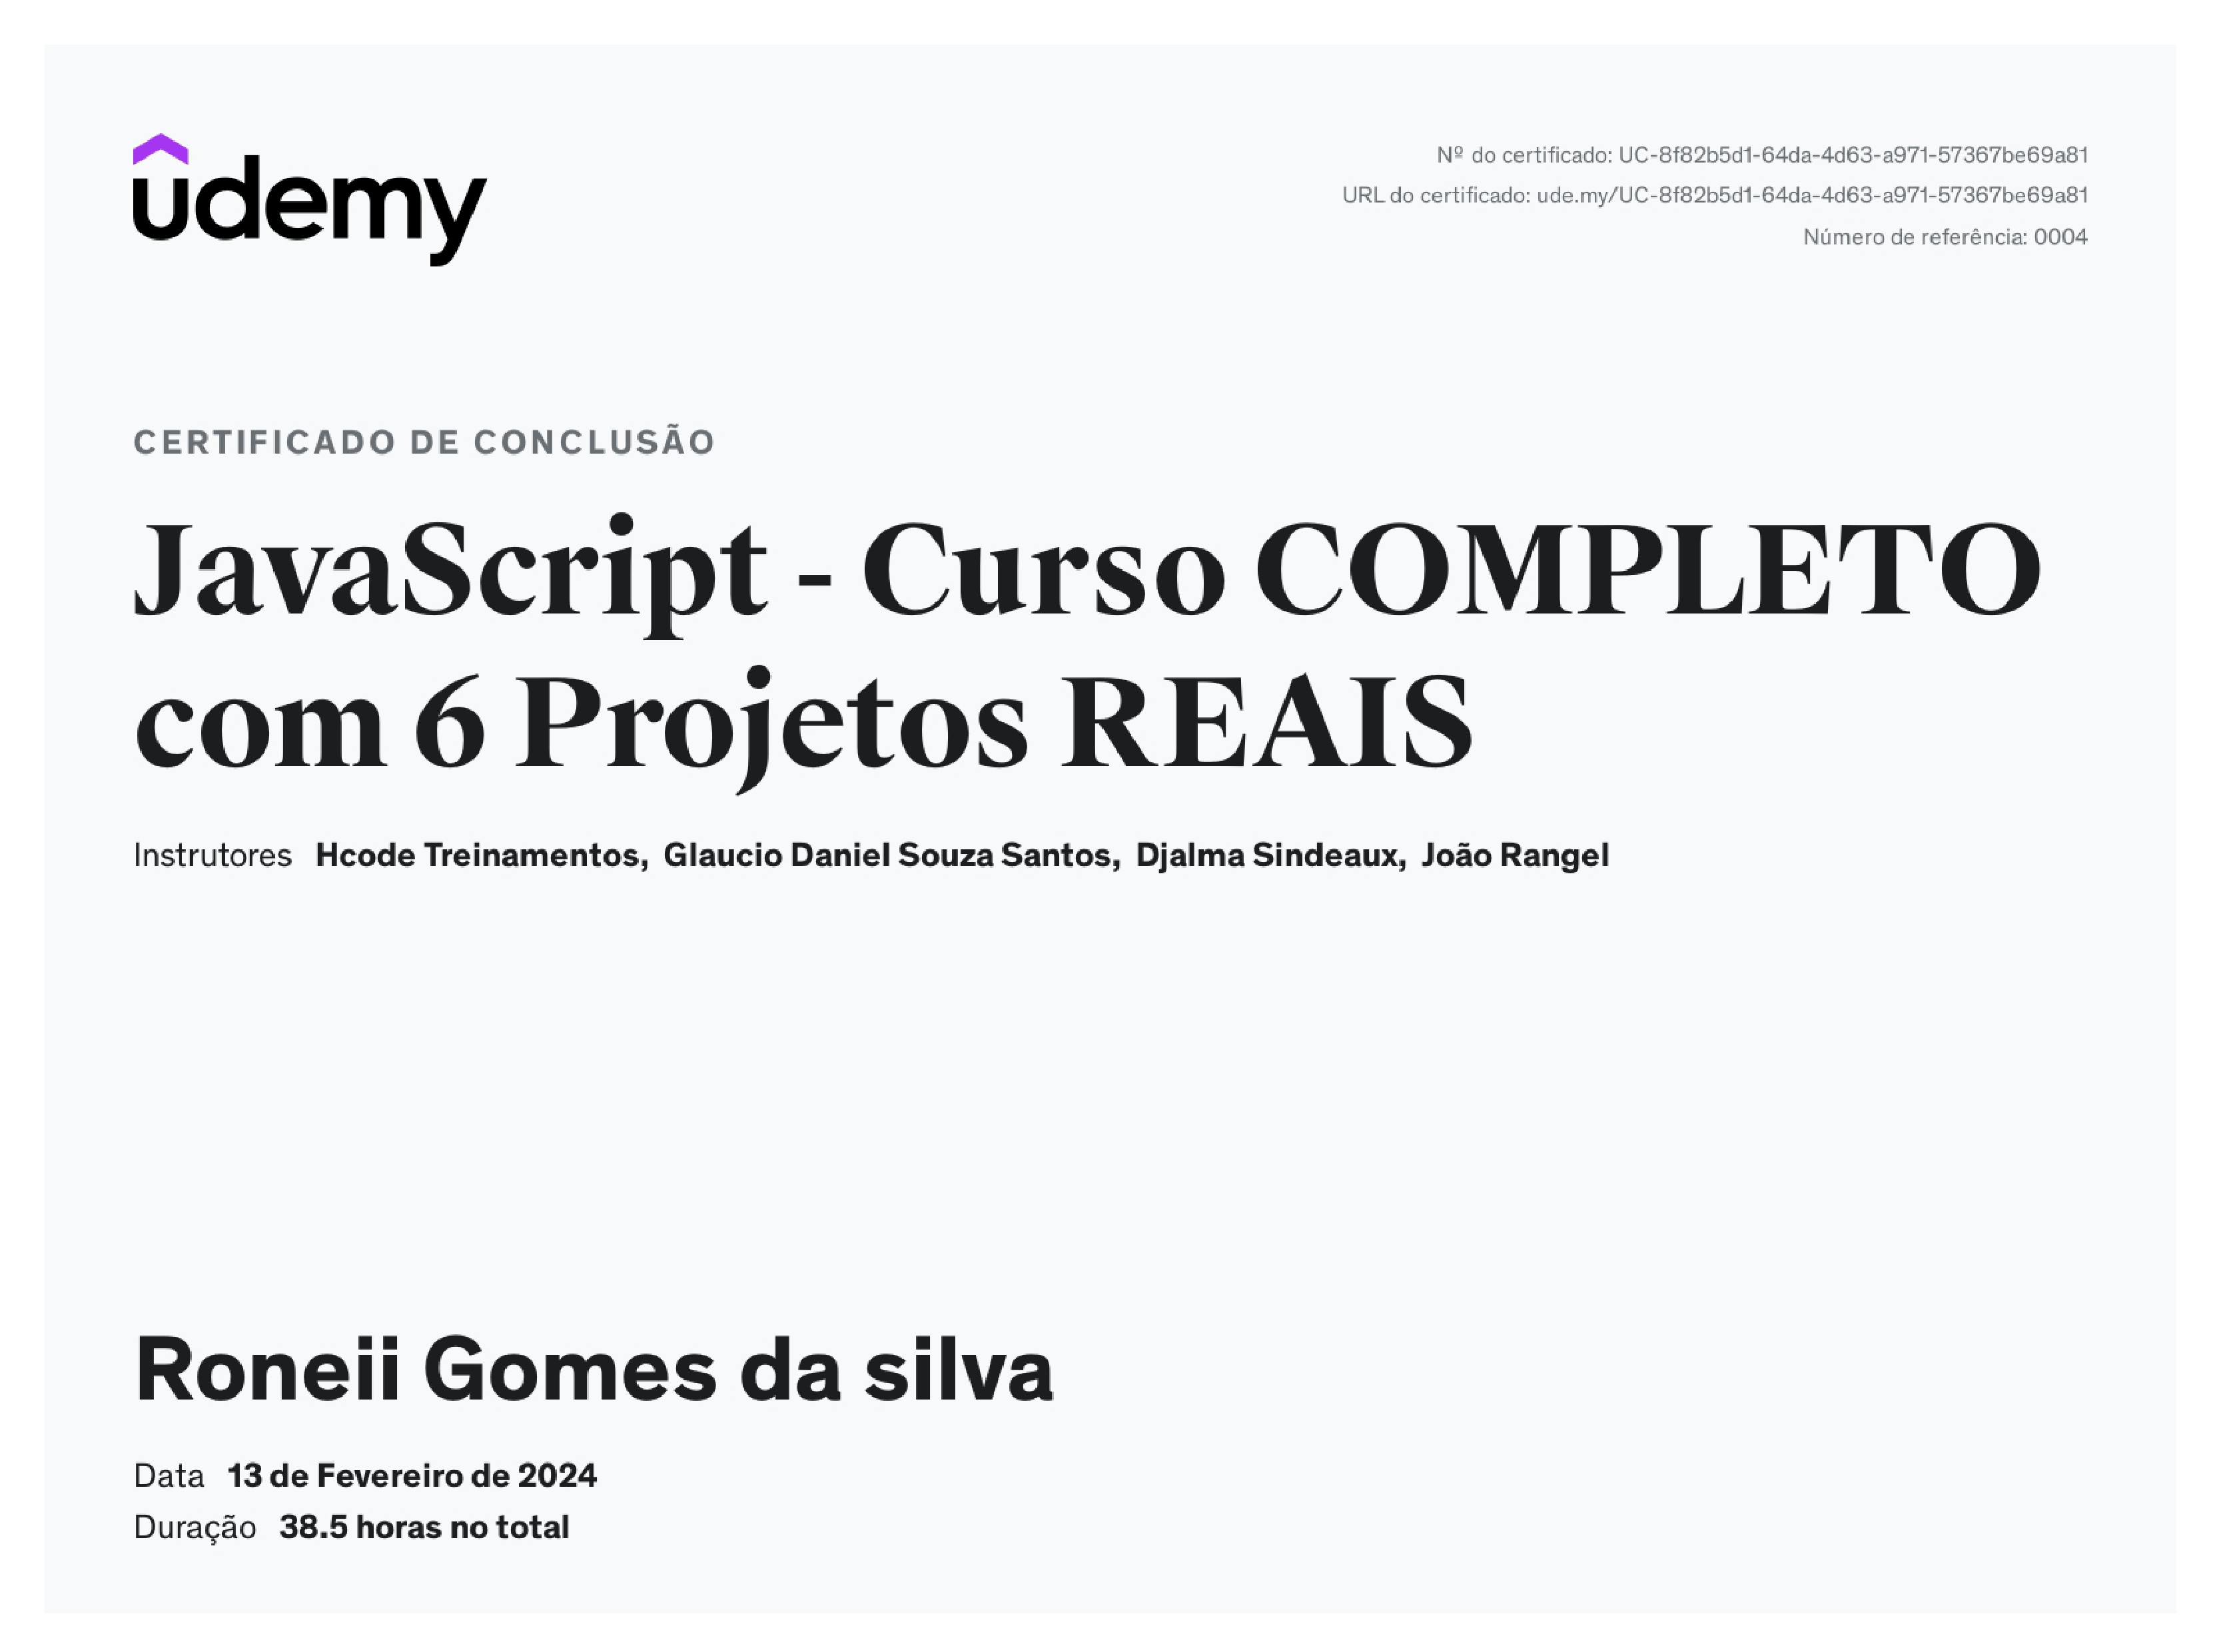 udemy
Nº do certificado: UC-8f82b5d1-64da-4d63-a971-57367be69a81
URL do certificado: ude.my/UC-8f82b5d1-64da-4d63-a971-57367be69a81
Número de referência: 0004
CERTIFICADO DE CONCLUSÃO
JavaScript - Curso COMPLETO
com 6 Projetos REAIS
Instrutores Hcode Treinamentos, Glaucio Daniel Souza Santos, Djalma Sindeaux, João Rangel
Roneii Gomes da silva
Data 13 de Fevereiro de 2024
Duração 38.5 horas no total